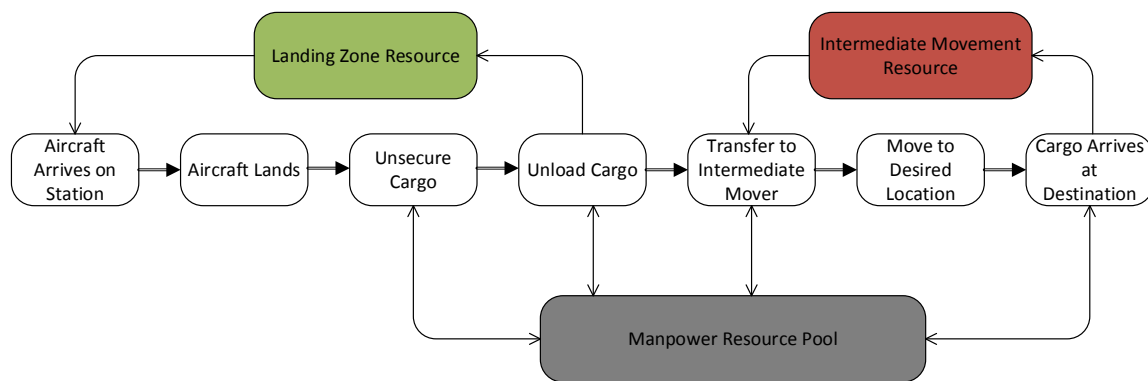 Landing Zone Resource
Intermediate Movement
Resource
Aircraft
Arrives on
Station
Aircraft Lands
Unsecure
Cargo
Unload Cargo
Transfer to
Intermediate
Mover
Move to
Desired
Location
Cargo Arrives
at
Destination
Manpower Resource Pool